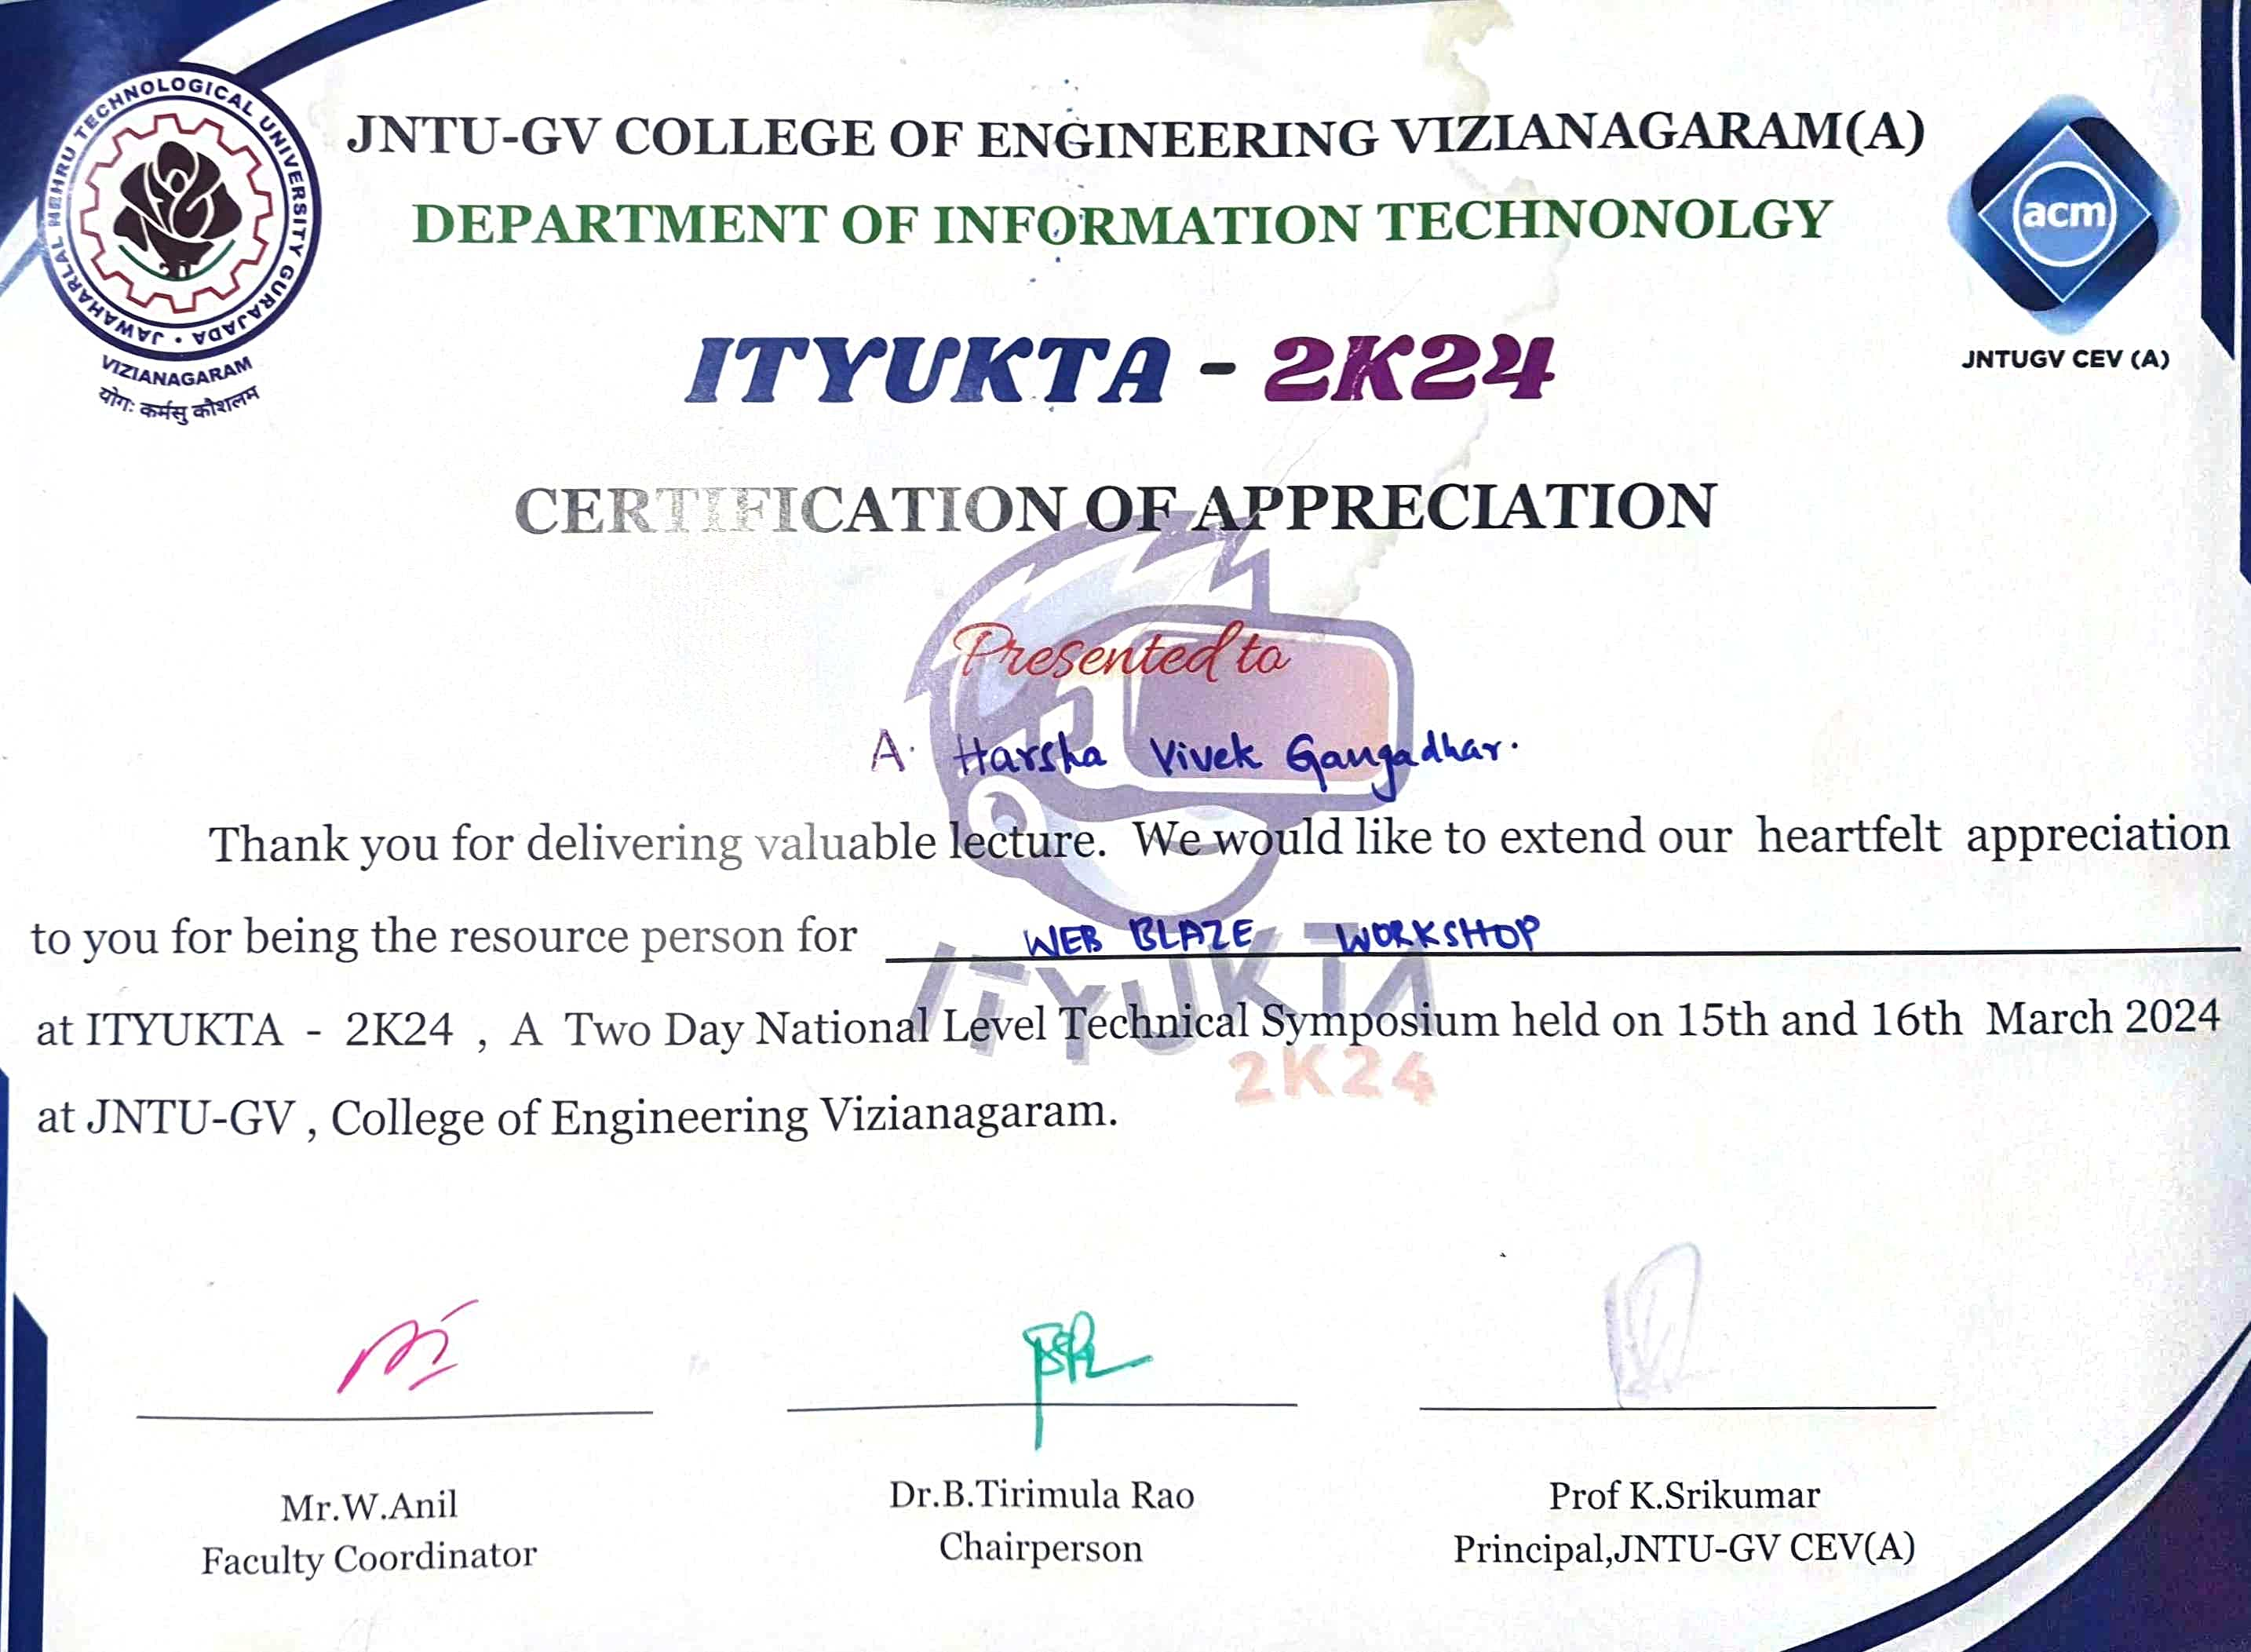 JAWAHARLAL NEHRU TECHNOLOGICAL UNIVERSITY GURAJADA
VIZIANAGARAM
योगः कर्मसु कौशलम
JNTU-GV COLLEGE OF ENGINEERING VIZIANAGARAM(A)
DEPARTMENT OF INFORMATION TECHNONOLGY
acm
JNTUGV CEV (A)
ITYUKTA - 2K24
CERTIFICATION OF APPRECIATION
Presented to
A. Harsha Vivek Gangadhar.
Thank you for delivering valuable lecture. We would like to extend our heartfelt appreciation
to you for being the resource person for WEB BLAZE WORKSHOP
at ITYUKTA - 2K24 , A Two Day National Level Technical Symposium held on 15th and 16th March 2024
at JNTU-GV , College of Engineering Vizianagaram.
ITYUKTA
2K24
Mr.W.Anil
Faculty Coordinator
Dr.B.Tirimula Rao
Chairperson
Prof K.Srikumar
Principal,JNTU-GV CEV(A)